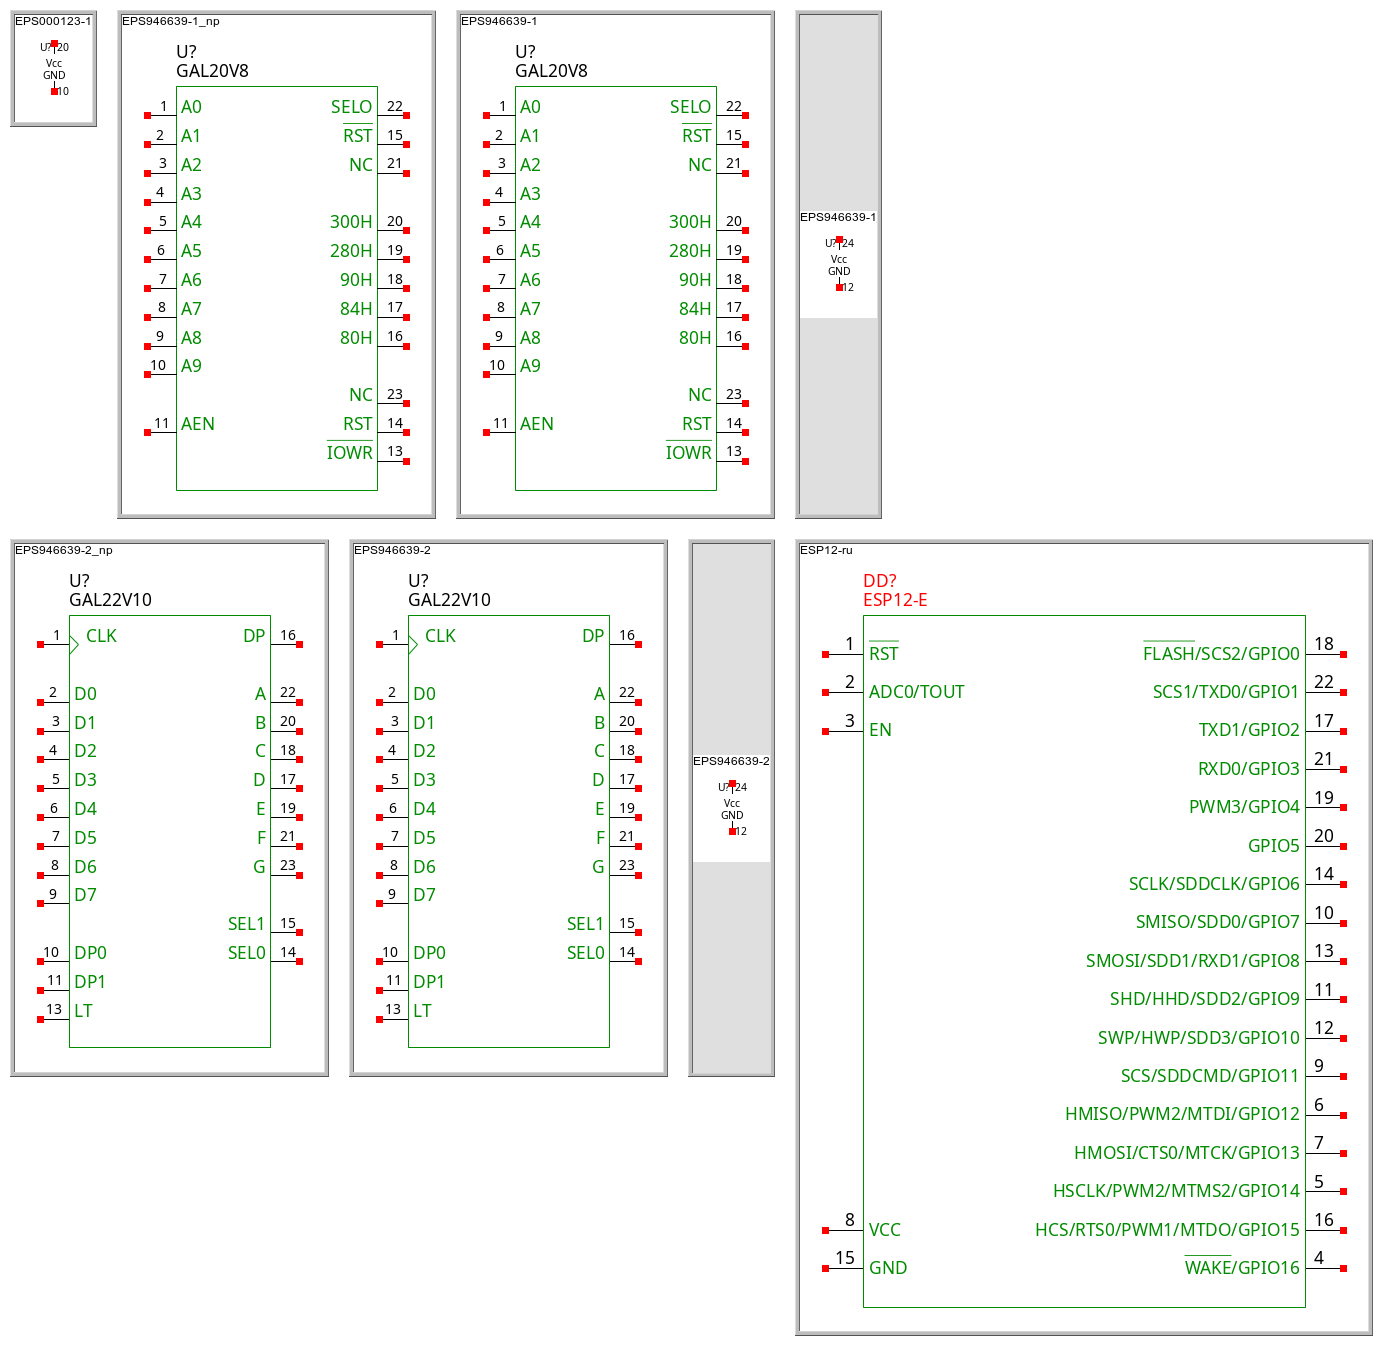 EPS000123-1
U? 20
Vcc
GND
10
EPS946639-1_np
U?
GAL20V8
1 A0 SELO 22
2 A1 RST 15
3 A2 NC 21
4 A3
5 A4 300H 20
6 A5 280H 19
7 A6 90H 18
8 A7 84H 17
9 A8 80H 16
10 A9
NC 23
11 AEN RST 14
IOWR 13
EPS946639-1
U?
GAL20V8
1 A0 SELO 22
2 A1 RST 15
3 A2 NC 21
4 A3
5 A4 300H 20
6 A5 280H 19
7 A6 90H 18
8 A7 84H 17
9 A8 80H 16
10 A9
NC 23
11 AEN RST 14
IOWR 13
EPS946639-1
U? 24
Vcc
GND
12
EPS946639-2_np
U?
GAL22V10
1 CLK DP 16
2 D0 A 22
3 D1 B 20
4 D2 C 18
5 D3 D 17
6 D4 E 19
7 D5 F 21
8 D6 G 23
9 D7
SEL1 15
10 DP0 SEL0 14
11 DP1
13 LT
EPS946639-2
U?
GAL22V10
1 CLK DP 16
2 D0 A 22
3 D1 B 20
4 D2 C 18
5 D3 D 17
6 D4 E 19
7 D5 F 21
8 D6 G 23
9 D7
SEL1 15
10 DP0 SEL0 14
11 DP1
13 LT
EPS946639-2
U? 24
Vcc
GND
12
ESP12-ru
DD?
ESP12-E
1 RST FLASH/SCS2/GPIO0 18
2 ADC0/TOUT SCS1/TXD0/GPIO1 22
3 EN TXD1/GPIO2 17
RXD0/GPIO3 21
PWM3/GPIO4 19
GPIO5 20
SCLK/SDDCLK/GPIO6 14
SMISO/SDD0/GPIO7 10
SMOSI/SDD1/RXD1/GPIO8 13
SHD/HHD/SDD2/GPIO9 11
SWP/HWP/SDD3/GPIO10 12
SCS/SDDCMD/GPIO11 9
HMISO/PWM2/MTDI/GPIO12 6
HMOSI/CTS0/MTCK/GPIO13 7
HSCLK/PWM2/MTMS2/GPIO14 5
8 VCC HCS/RTS0/PWM1/MTDO/GPIO15 16
15 GND WAKE/GPIO16 4